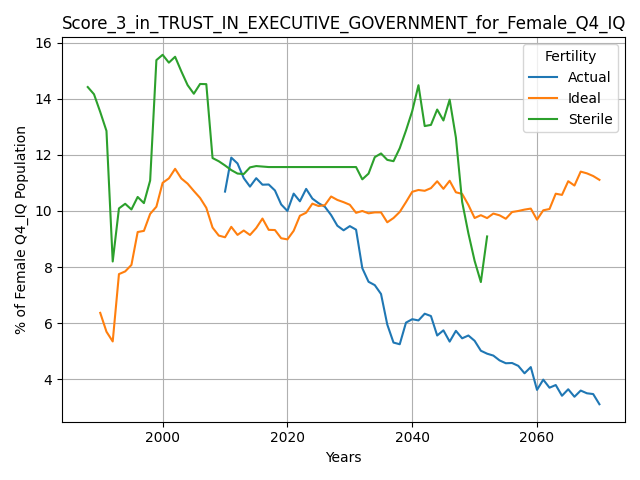 Score_3_in_TRUST_IN_EXECUTIVE_GOVERNMENT_for_Female_Q4_IQ
% of Female Q4_IQ Population
16
14
12
10
8
6
4
Fertility
Actual
Ideal
Sterile
2000
2020
2040
2060
Years